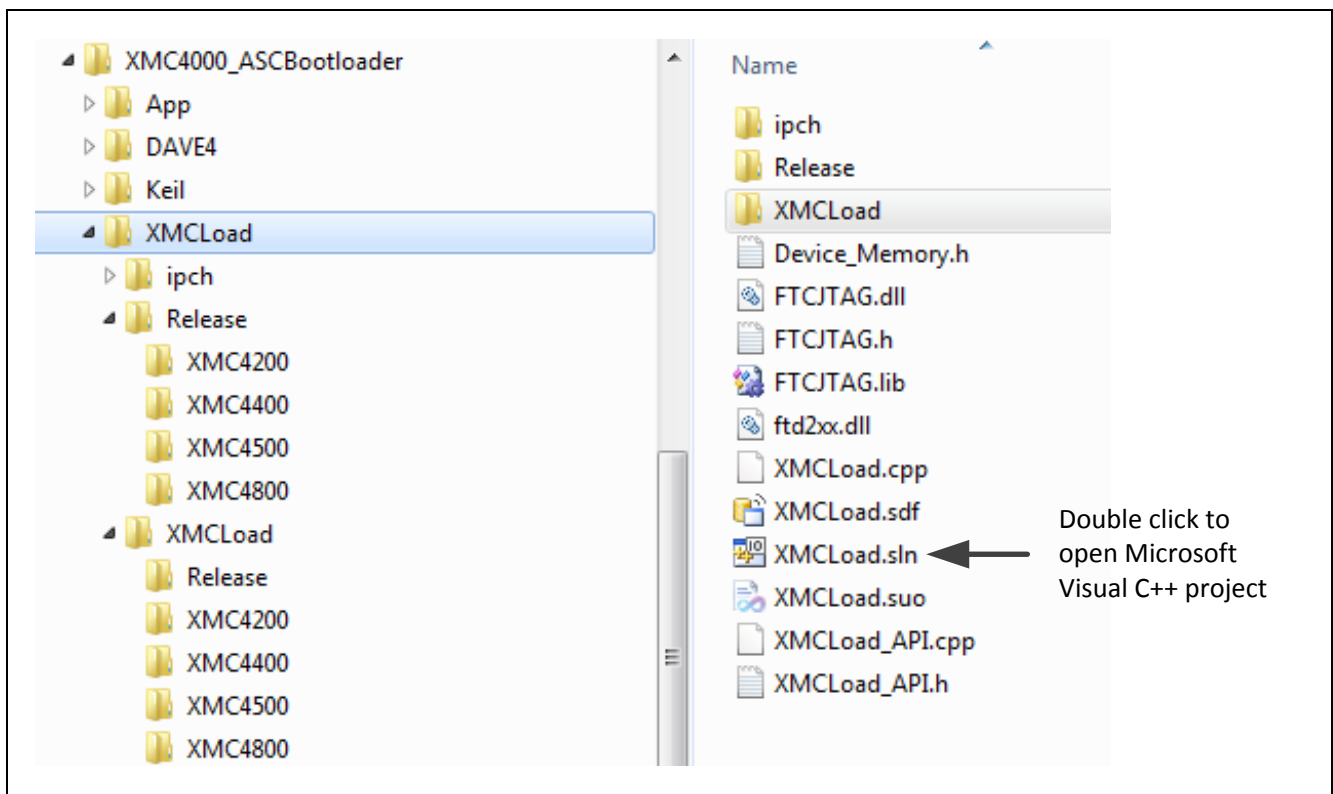 XMC4000_ASCBootloader
App
DAVE4
Keil
XMCLoad
ipch
Release
XMC4200
XMC4400
XMC4500
XMC4800
XMCLoad
Release
XMC4200
XMC4400
XMC4500
XMC4800
Name
ipch
Release
XMCLoad
Device_Memory.h
FTCJTAG.dll
FTCJTAG.h
FTCJTAG.lib
ftd2xx.dll
XMCLoad.cpp
XMCLoad.sdf
XMCLoad.sln
XMCLoad.suo
XMCLoad_API.cpp
XMCLoad_API.h
Double click to
open Microsoft
Visual C++ project